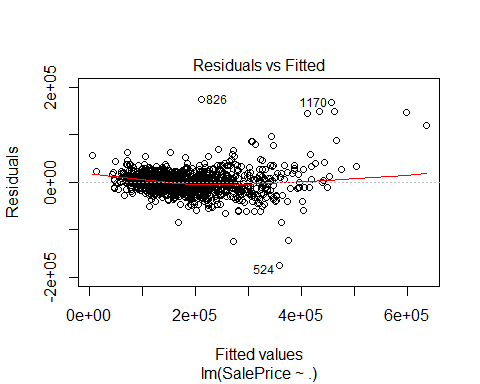 Residuals vs Fitted
Residuals
2e+05
0e+00
-2e+05
826
1170
524
0e+00 2e+05 4e+05 6e+05
Fitted values
lm(SalePrice ~ .)